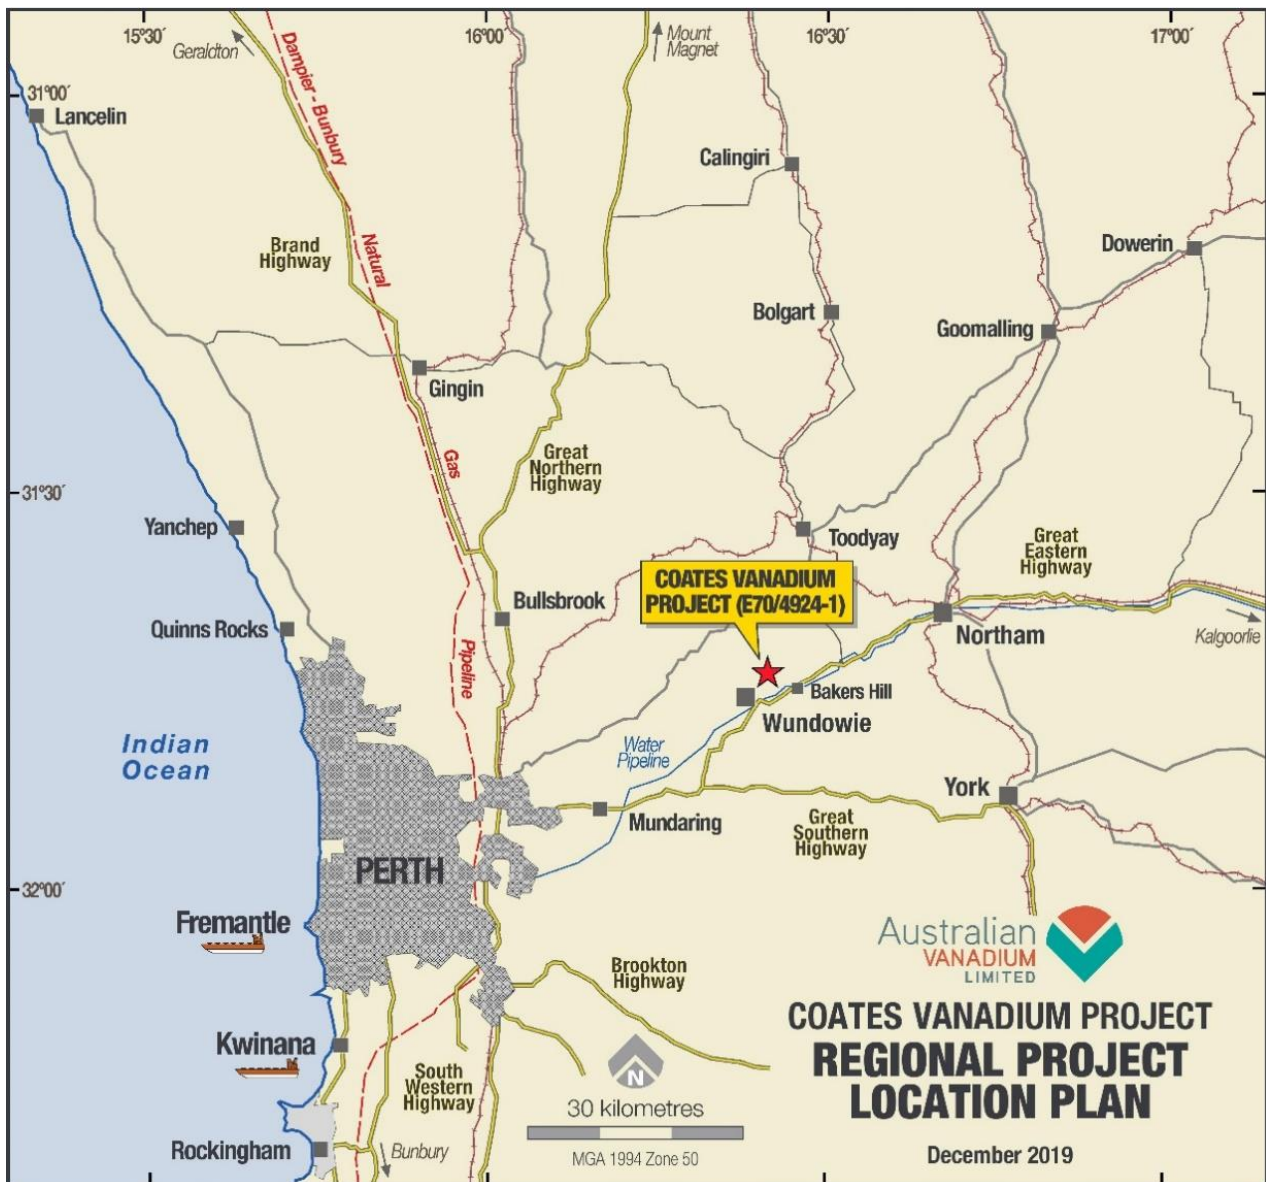 15°30´
16°00´
16°30´
17°00´
Geraldton
Dampier - Bunbury
Mount
Magnet
31°00´
Lancelin
Calingiri
Brand
Highway
Natural
Dowerin
Bolgart
Goomalling
Gingin
Great
Northern
Highway
Gas
31°30´
Yanchep
Toodyay
Great
Eastern
Highway
COATES VANADIUM
PROJECT (E70/4924-1)
Bullsbrook
Quinns Rocks
Northam
Kalgoorlie
Pipeline
Bakers Hill
Wundowie
Indian
Ocean
Water
Pipeline
York
Mundaring
Great
Southern
Highway
PERTH
32°00´
Fremantle
Australian
VANADIUM
LIMITED
Brookton
Highway
COATES VANADIUM PROJECT
REGIONAL PROJECT
LOCATION PLAN
Kwinana
South
Western
Highway
N
30 kilometres
MGA 1994 Zone 50
Rockingham
Bunbury
December 2019